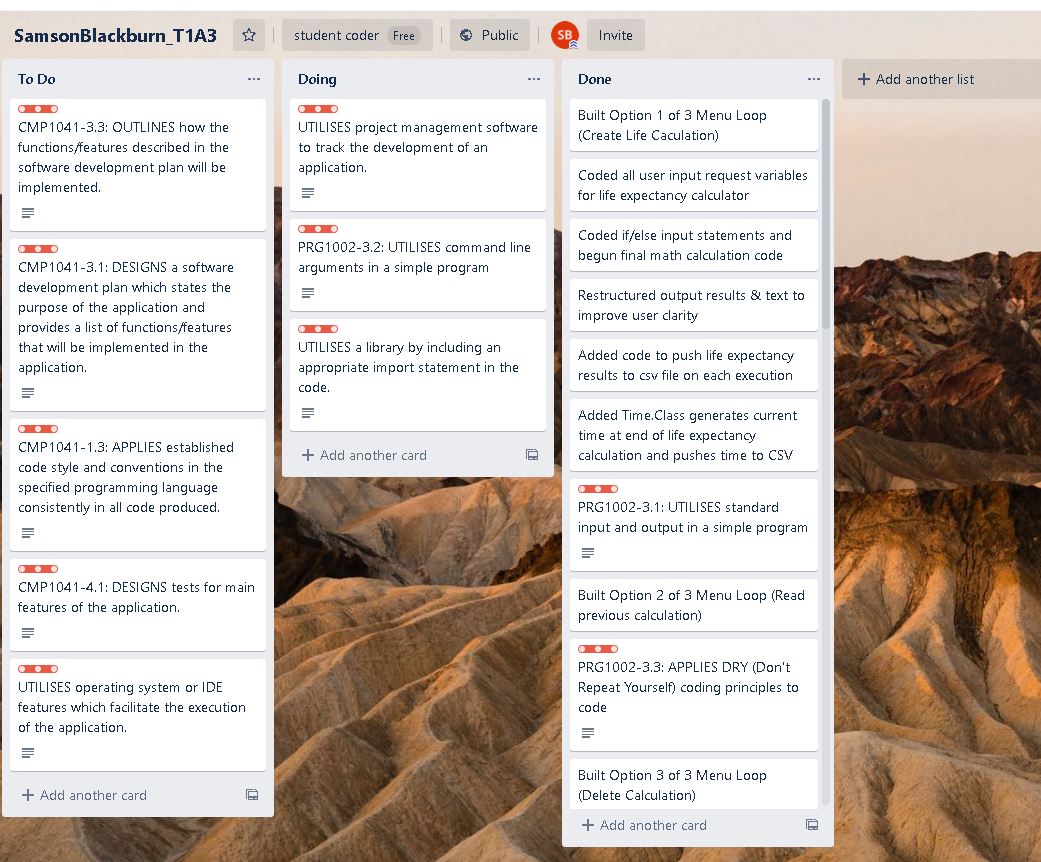 SamsonBlackburn_T1A3
student coder Free
Public
SB
Invite
To Do
CMP1041-3.3: OUTLINES how the
functions/features described in the
software development plan will be
implemented.
CMP1041-3.1: DESIGNS a software
development plan which states the
purpose of the application and
provides a list of functions/features
that will be implemented in the
application.
CMP1041-1.3: APPLIES established
code style and conventions in the
specified programming language
consistently in all code produced.
CMP1041-4.1: DESIGNS tests for main
features of the application.
UTILISES operating system or IDE
features which facilitate the execution
of the application.
Add another card
Doing
UTILISES project management software
to track the development of an
application.
PRG1002-3.2: UTILISES command line
arguments in a simple program
UTILISES a library by including an
appropriate import statement in the
code.
Add another card
Done
Built Option 1 of 3 Menu Loop
(Create Life Caculation)
Coded all user input request variables
for life expectancy calculator
Coded if/else input statements and
begun final math calculation code
Restructured output results & text to
improve user clarity
Added code to push life expectancy
results to csv file on each execution
Added Time.Class generates current
time at end of life expectancy
calculation and pushes time to CSV
PRG1002-3.1: UTILISES standard
input and output in a simple program
Built Option 2 of 3 Menu Loop (Read
previous calculation)
PRG1002-3.3: APPLIES DRY (Don't
Repeat Yourself) coding principles to
code
Built Option 3 of 3 Menu Loop
(Delete Calculation)
Add another card
Add another list